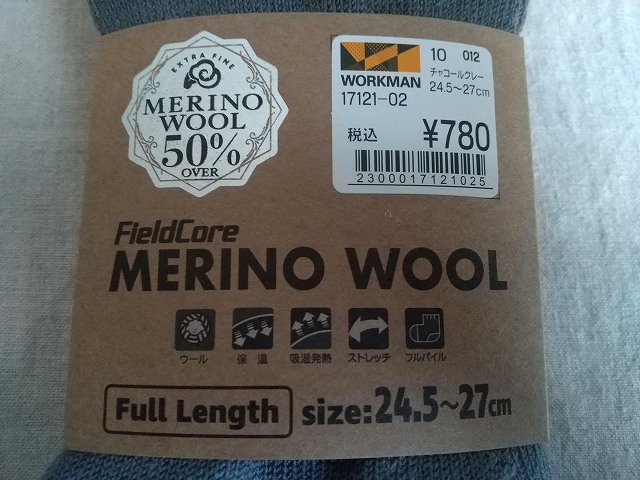 EXTRA FINE
MERINO
WOOL
50%
OVER
WORKMAN
10 012
チャコールグレー
17121-02
24.5～27cm
税込
¥780
2300017121025
FieldCore
MERINO WOOL
ウール
保温
吸湿発熱
ストレッチ
フルパイル
Full Length
size:24.5～27cm